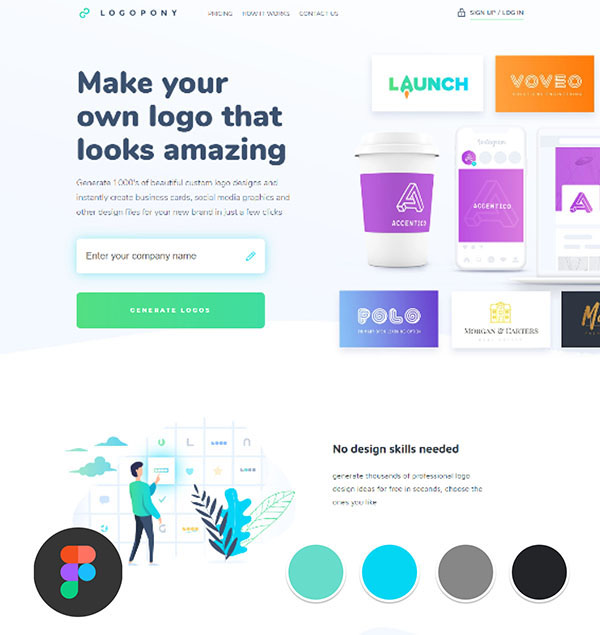 LOGOPONY
PRICING HOW IT WORKS CONTACT US
SIGN UP / LOG IN
Make your
own logo that
looks amazing
Generate 1000's of beautiful custom logo designs and
instantly create business cards, social media graphics and
other design files for your new brand in just a few clicks
Enter your company name
GENERATE LOGOS
LAUNCH
VOVEO
Instagram
ACCENTICO
ACCENTICO
POLO
MORGAN & CARTERS
No design skills needed
generate thousands of professional logo
design ideas for free in seconds, choose the
ones you like